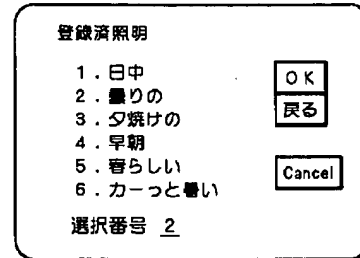 登録済照明
1．日中
2．曇りの
3．夕焼けの
4．早朝
5．春らしい
6．カーっと暑い
OK
戻る
Cancel
選択番号 2